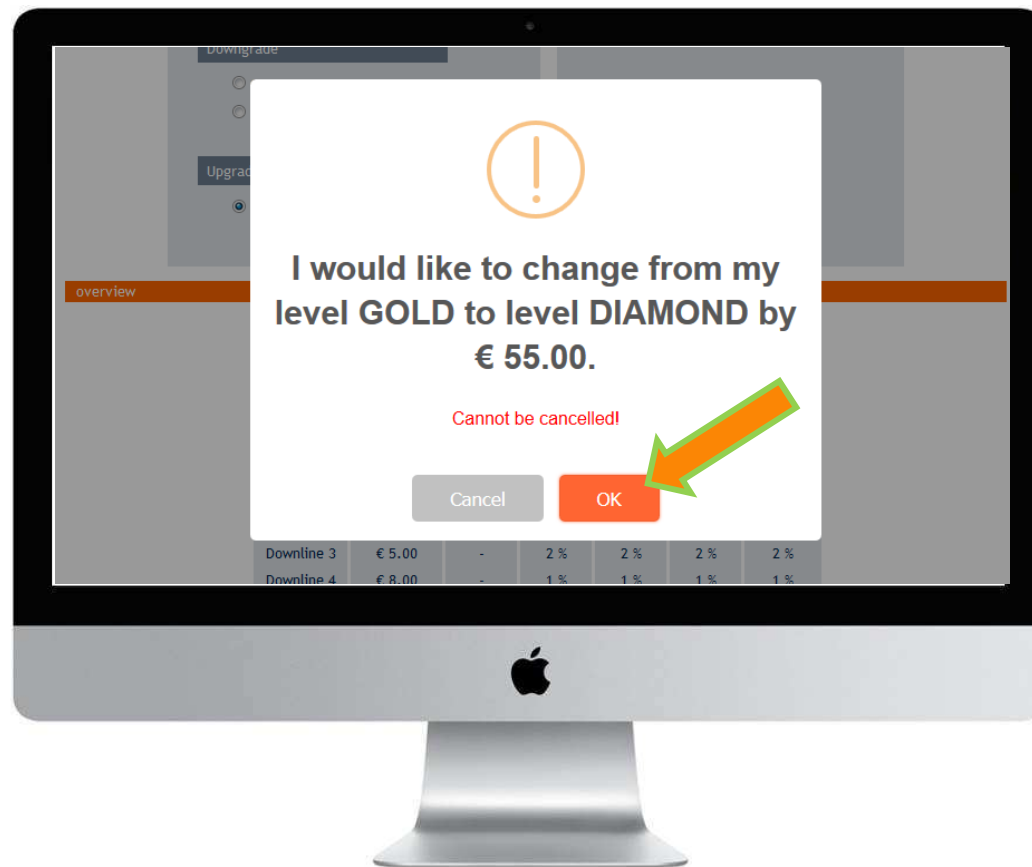 Downgrade
Upgrad
overview
I would like to change from my
level GOLD to level DIAMOND by
€ 55.00.
Cannot be cancelled!
Cancel OK
Downline 3 € 5.00 - 2 % 2 % 2 % 2 %
Downline 4 € 8.00 - 1 % 1 % 1 % 1 %